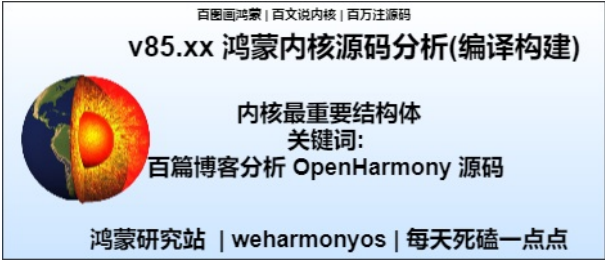 百图画鸿蒙 | 百文说内核 | 百万注源码
v85.xx 鸿蒙内核源码分析(编译构建)
内核最重要结构体
关键词:
百篇博客分析 OpenHarmony 源码
鸿蒙研究站 | weharmonyos | 每天死磕一点点